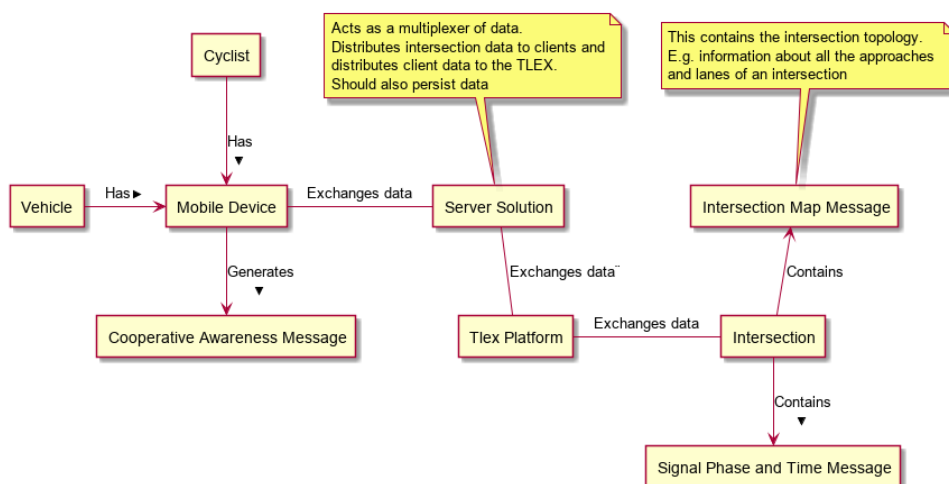 Acts as a multiplexer of data.
Distributes intersection data to clients and
distributes client data to the TLEX.
Should also persist data
This contains the intersection topology.
E.g. information about all the approaches
and lanes of an intersection
Cyclist
Has
Vehicle
Has
Mobile Device
Exchanges data
Server Solution
Intersection Map Message
Generates
Exchanges data¨
Contains
Cooperative Awareness Message
Tlex Platform
Exchanges data
Intersection
Contains
Signal Phase and Time Message